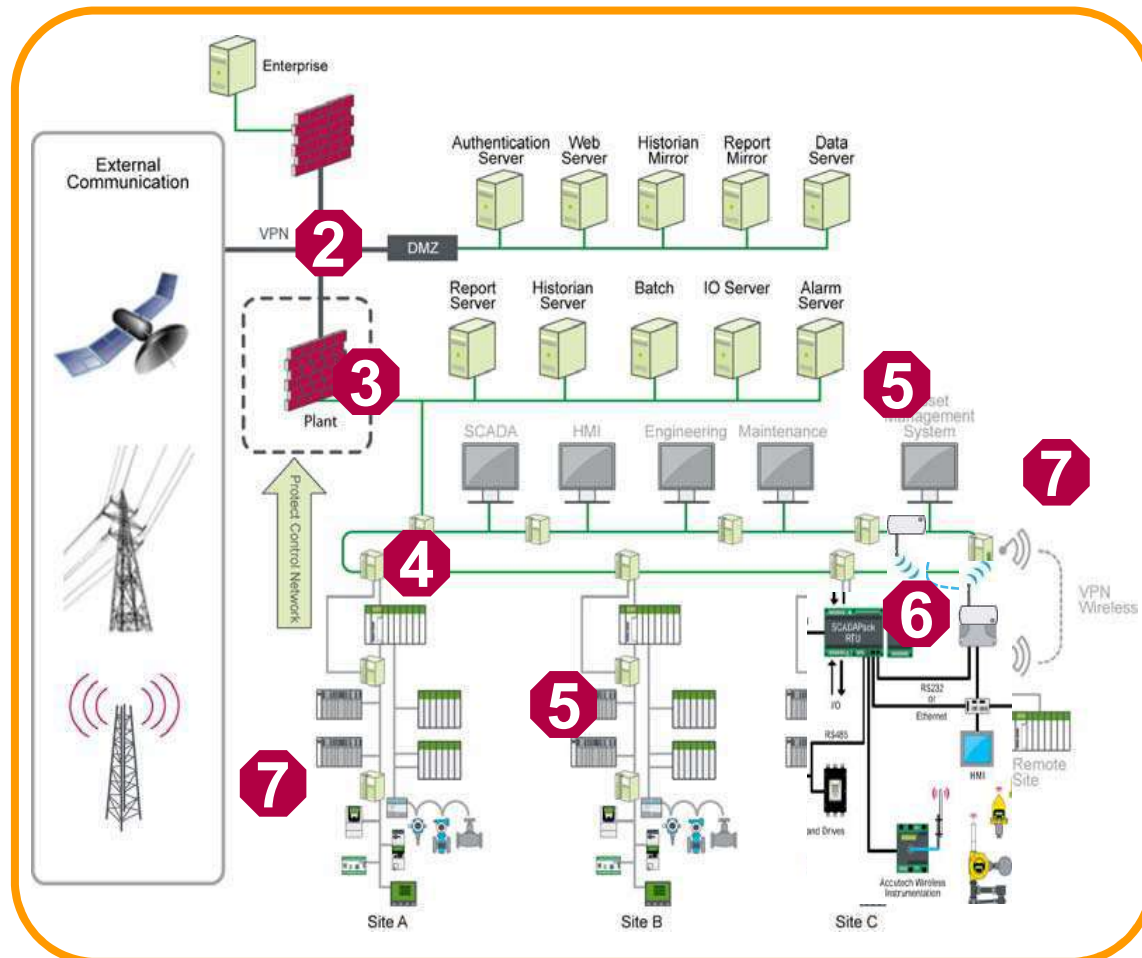 Enterprise
External
Communication
Authentication
Server
Web
Server
Historian
Mirror
Report
Mirror
Data
Server
VPN
2
DMZ
Report
Server
Historian
Server
Batch
IO Server
Alarm
Server
3
Plant
5
set
Management
System
SCADA
HMI
Engineering
Maintenance
7
Protect Control Network
4
6
VPN
Wireless
SCADAPack
RTU
I/O
RS232
or
Ethernet
RS485
5
7
HMI
Remote
Site
and Drives
Accutech Wireless
Instrumentation
Site A
Site B
Site C